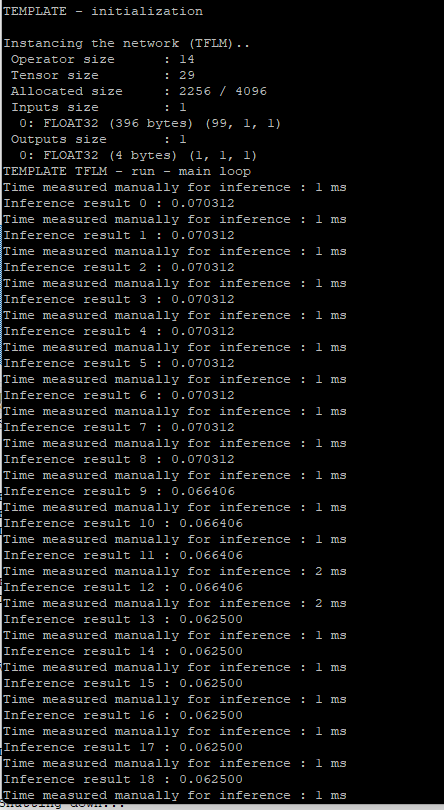 TEMPLATE - initialization
Instancing the network (TFLM)..
Operator size : 14
Tensor size : 29
Allocated size : 2256 / 4096
Inputs size : 1
0: FLOAT32 (396 bytes) (99, 1, 1)
Outputs size : 1
0: FLOAT32 (4 bytes) (1, 1, 1)
TEMPLATE TFLM - run - main loop
Time measured manually for inference : 1 ms
Inference result 0 : 0.070312
Time measured manually for inference : 1 ms
Inference result 1 : 0.070312
Time measured manually for inference : 1 ms
Inference result 2 : 0.070312
Time measured manually for inference : 1 ms
Inference result 3 : 0.070312
Time measured manually for inference : 1 ms
Inference result 4 : 0.070312
Time measured manually for inference : 1 ms
Inference result 5 : 0.070312
Time measured manually for inference : 1 ms
Inference result 6 : 0.070312
Time measured manually for inference : 1 ms
Inference result 7 : 0.070312
Time measured manually for inference : 1 ms
Inference result 8 : 0.070312
Time measured manually for inference : 1 ms
Inference result 9 : 0.066406
Time measured manually for inference : 1 ms
Inference result 10 : 0.066406
Time measured manually for inference : 1 ms
Inference result 11 : 0.066406
Time measured manually for inference : 2 ms
Inference result 12 : 0.066406
Time measured manually for inference : 2 ms
Inference result 13 : 0.062500
Time measured manually for inference : 1 ms
Inference result 14 : 0.062500
Time measured manually for inference : 1 ms
Inference result 15 : 0.062500
Time measured manually for inference : 1 ms
Inference result 16 : 0.062500
Time measured manually for inference : 1 ms
Inference result 17 : 0.062500
Time measured manually for inference : 1 ms
Inference result 18 : 0.062500
Time measured manually for inference : 1 ms